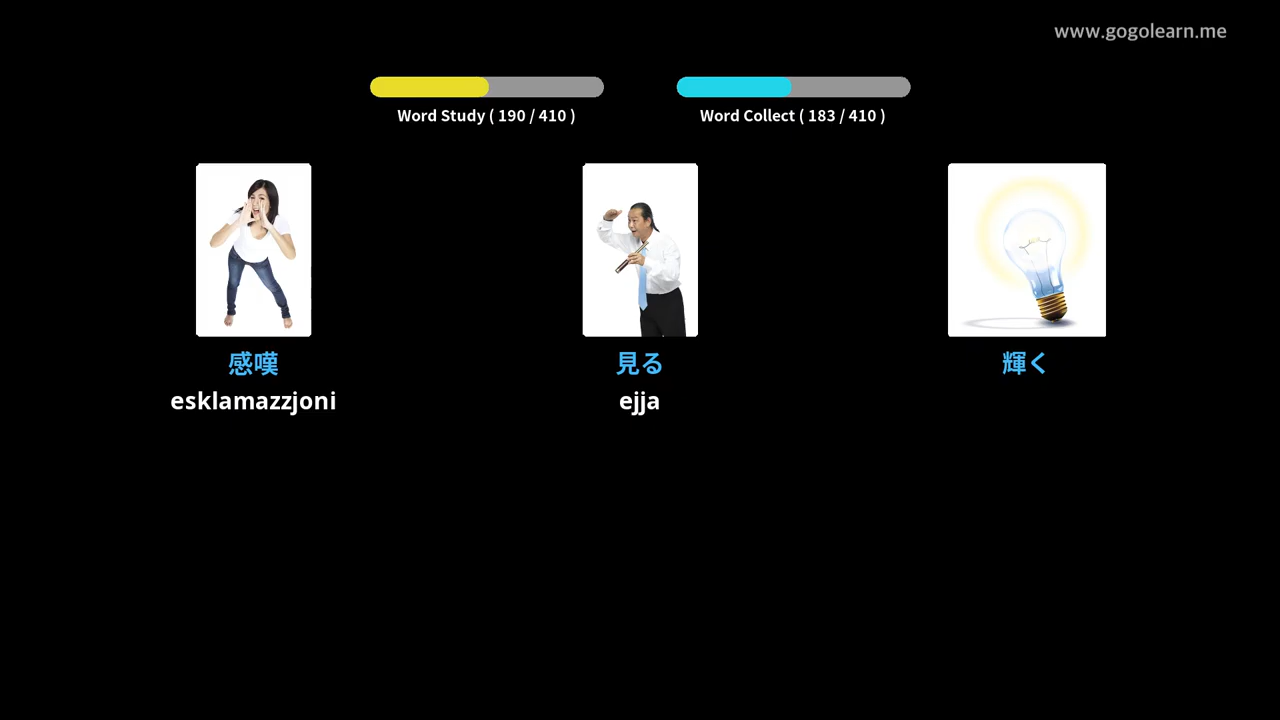 www.gogolearn.me
Word Study ( 190 / 410 )
Word Collect ( 183 / 410 )
感嘆
esklamazzjoni
見る
ejja
輝く